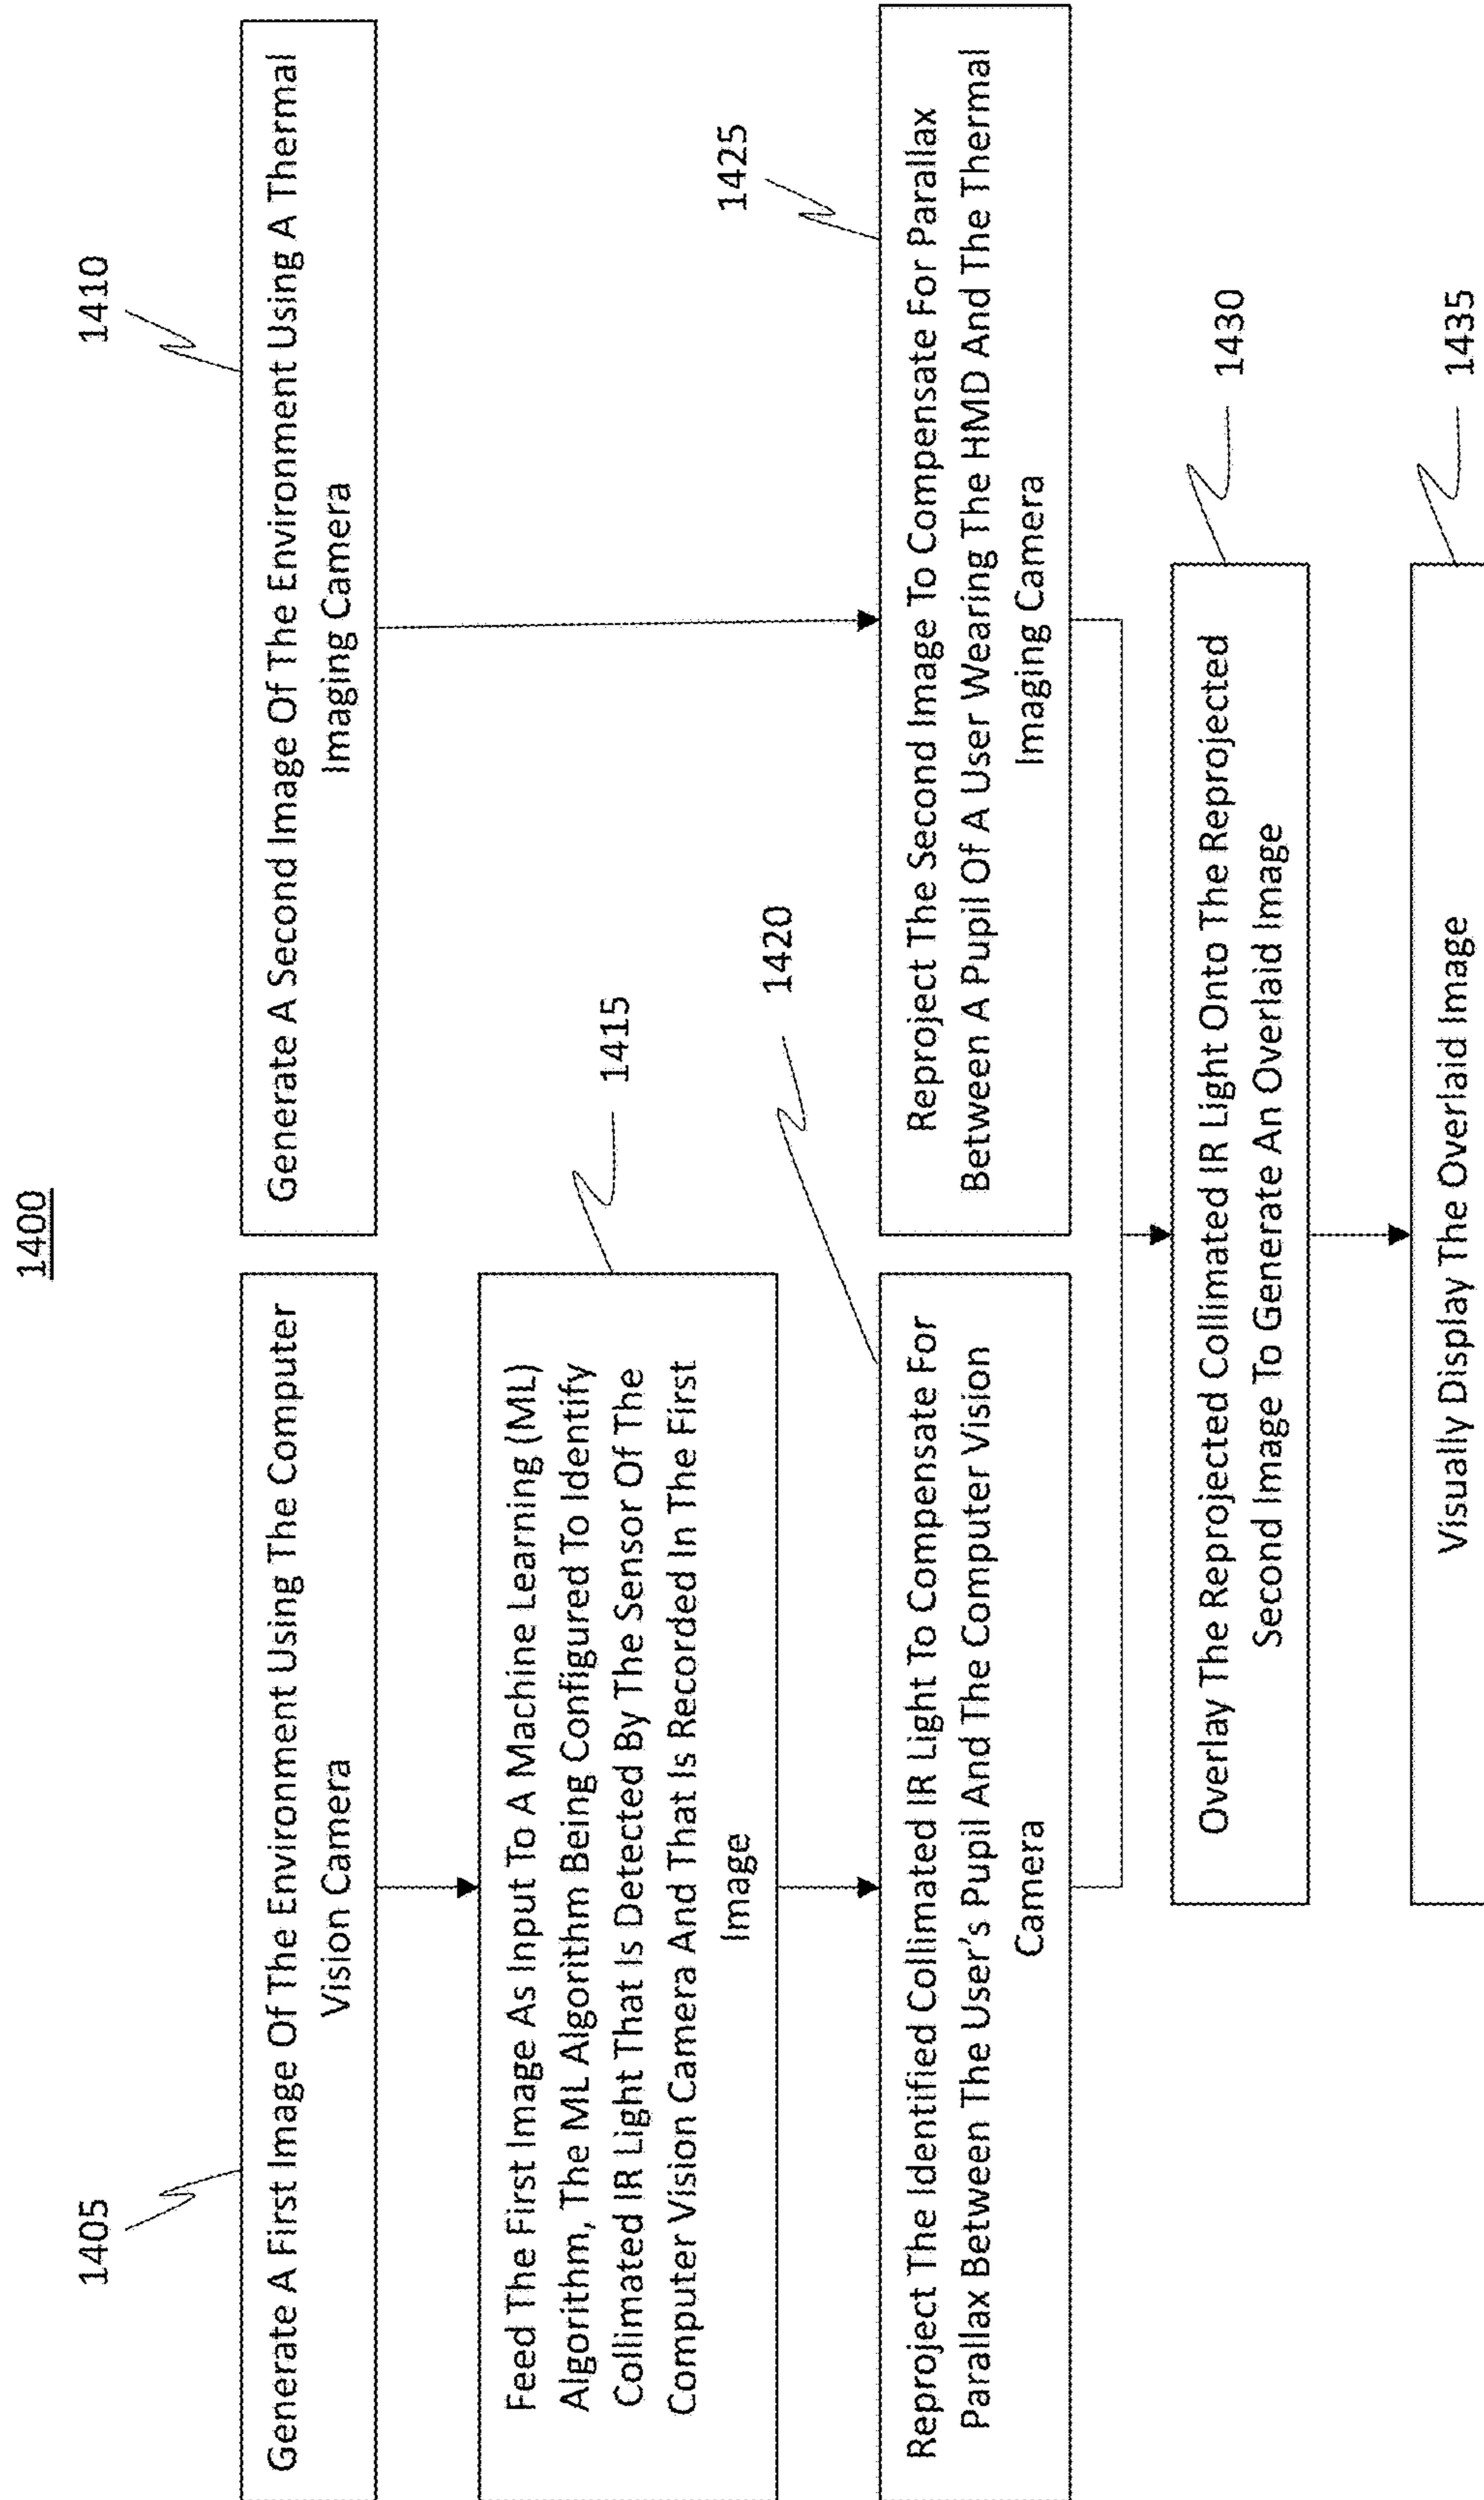 1400
1405
Generate A First Image Of The Environment Using The Computer
Vision Camera
1410
Generate A Second Image Of The Environment Using A Thermal
Imaging Camera
Feed The First Image As Input To A Machine Learning (ML)
Algorithm, The ML Algorithm Being Configured To Identify
Collimated IR Light That Is Detected By The Sensor Of The
Computer Vision Camera And That Is Recorded In The First
Image
1415
1420
Reproject The Identified Collimated IR Light To Compensate For
Parallax Between The User's Pupil And The Computer Vision
Camera
1425
Reproject The Second Image To Compensate For Parallax
Between A Pupil Of A User Wearing The HMD And The Thermal
Imaging Camera
Overlay The Reprojected Collimated IR Light Onto The Reprojected
Second Image To Generate An Overlaid Image
1430
Visually Display The Overlaid Image
1435